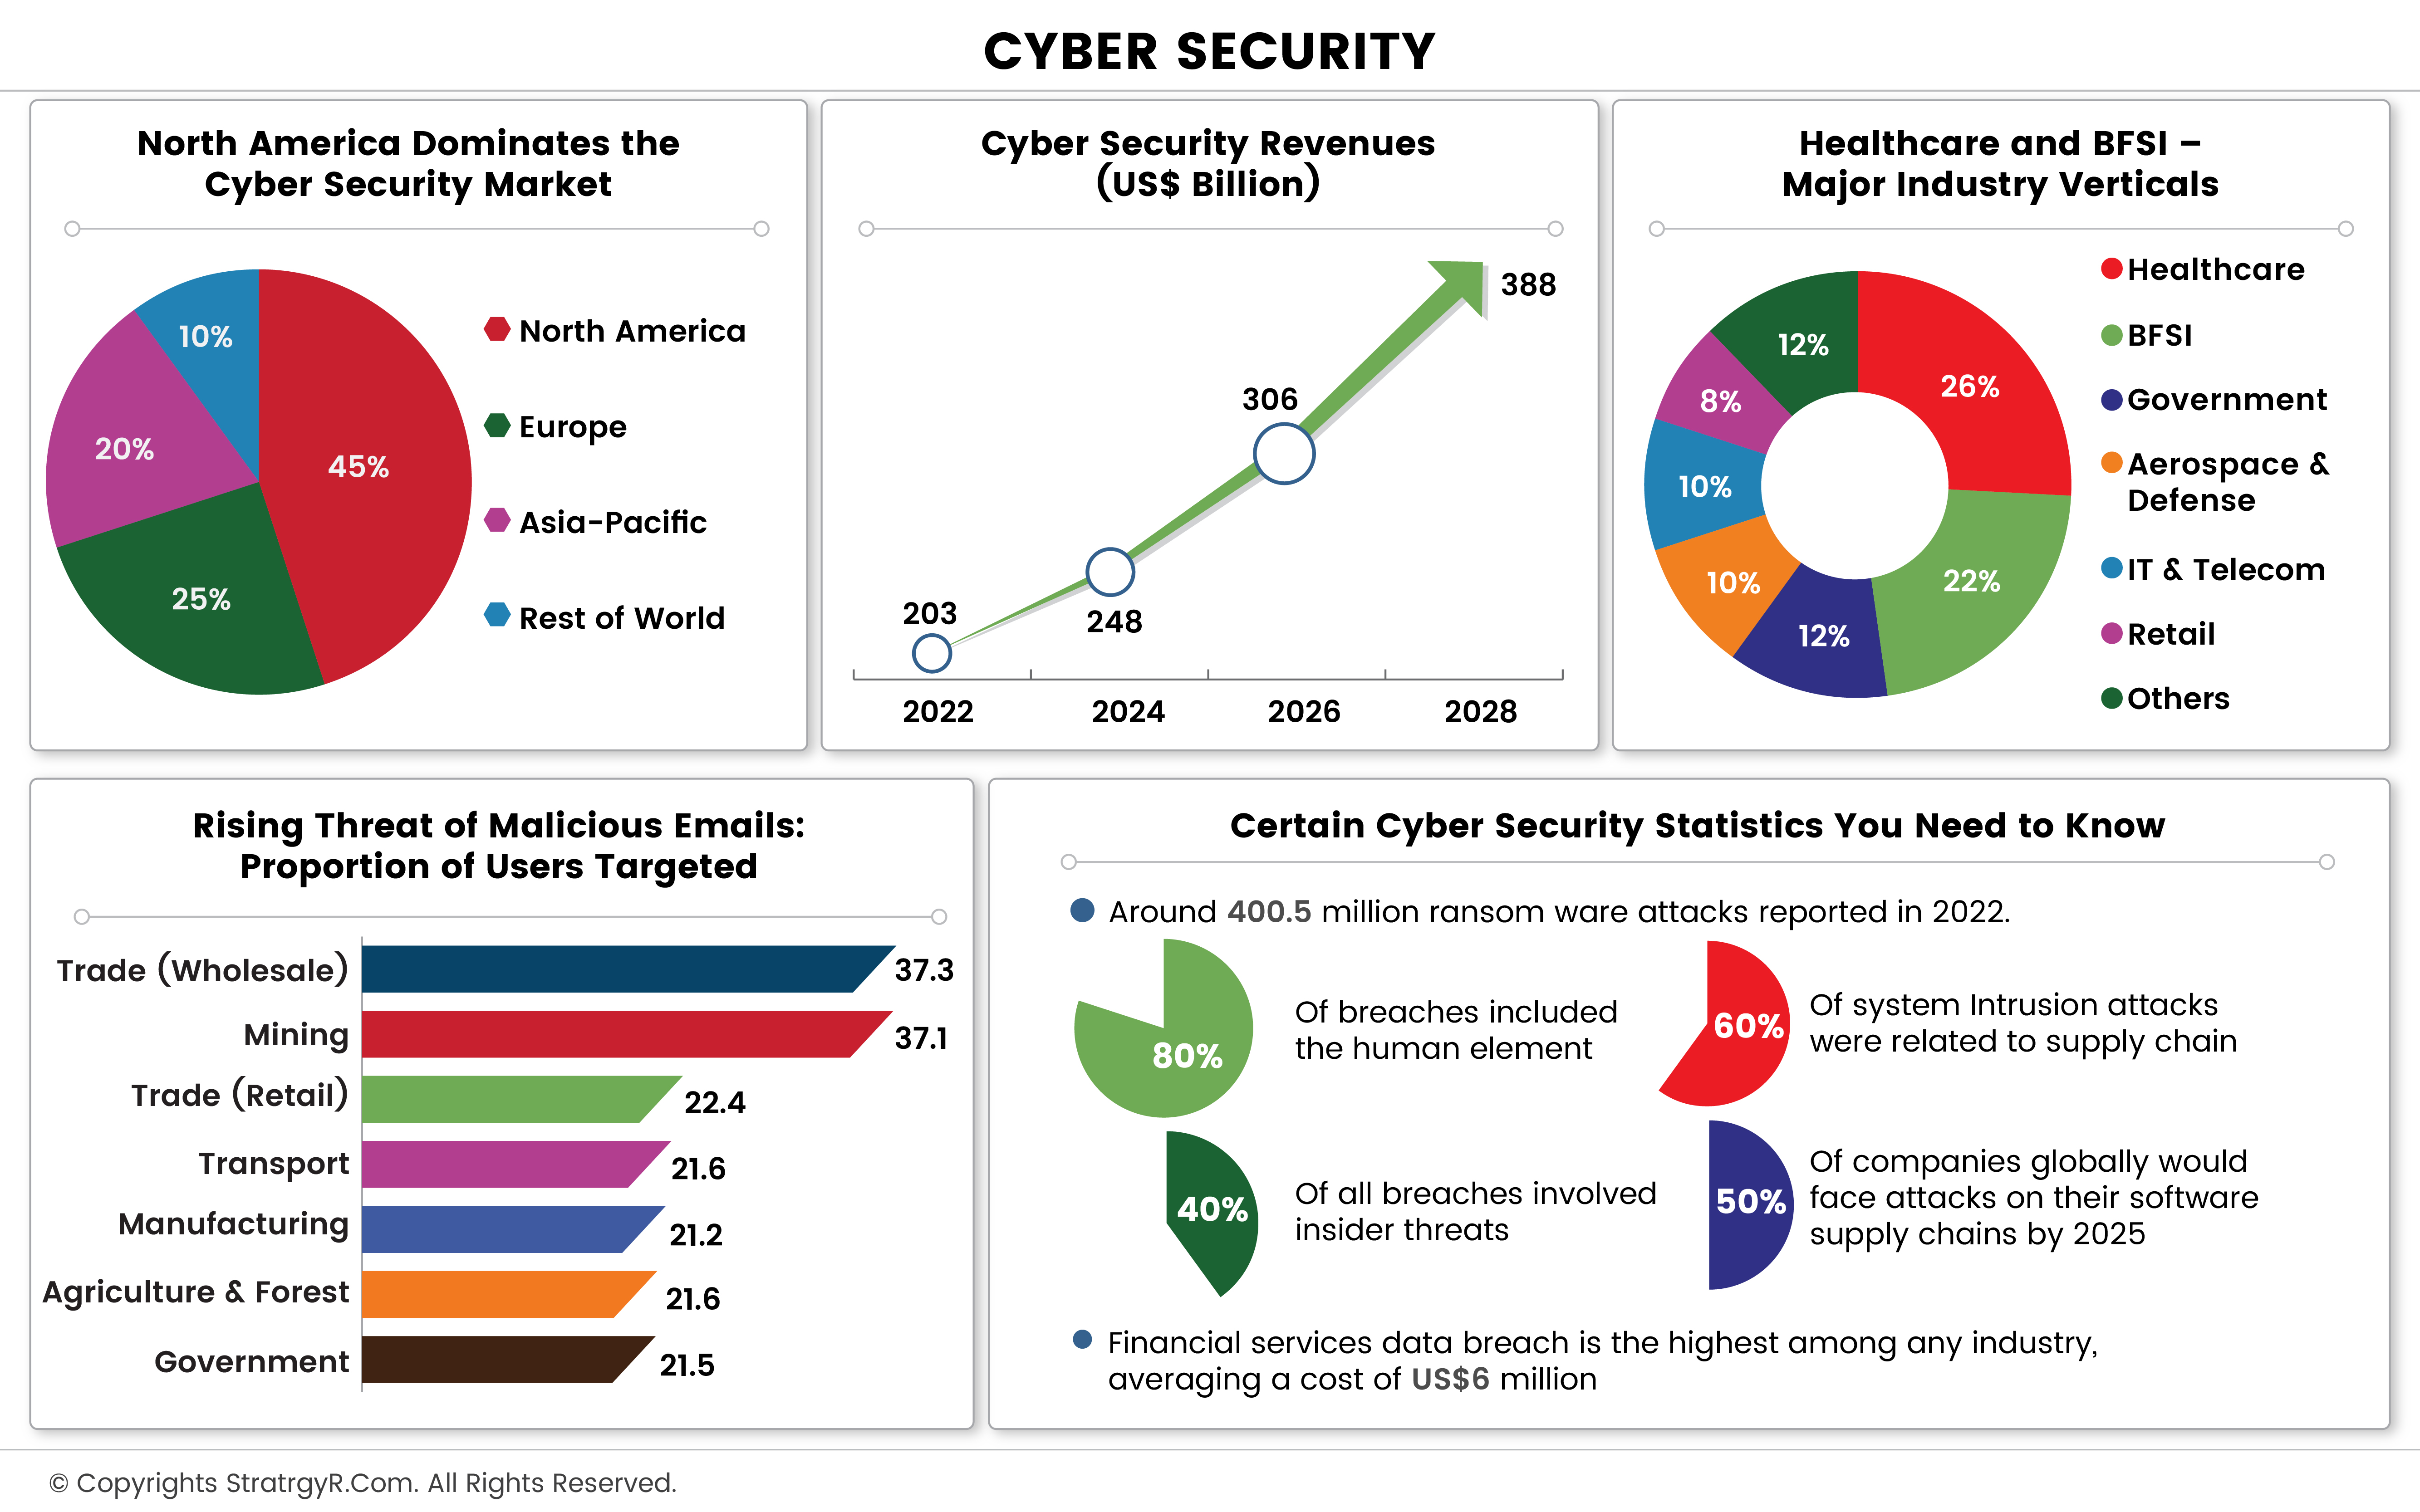 CYBER SECURITY
North America Dominates the
Cyber Security Market
10%
20%
45%
25%
North America
Europe
Asia-Pacific
Rest of World
Cyber Security Revenues
(US$ Billion)
388
306
203
248
2022 2024 2026 2028
Healthcare and BFSI –
Major Industry Verticals
12%
26%
8%
10%
10%
22%
12%
Healthcare
BFSI
Government
Aerospace &
Defense
IT & Telecom
Retail
Others
Rising Threat of Malicious Emails:
Proportion of Users Targeted
Trade (Wholesale) 37.3
Mining 37.1
Trade (Retail) 22.4
Transport 21.6
Manufacturing 21.2
Agriculture & Forest 21.6
Government 21.5
Certain Cyber Security Statistics You Need to Know
Around 400.5 million ransom ware attacks reported in 2022.
80%
Of breaches included
the human element
60%
Of system Intrusion attacks
were related to supply chain
40%
Of all breaches involved
insider threats
50%
Of companies globally would
face attacks on their software
supply chains by 2025
Financial services data breach is the highest among any industry,
averaging a cost of US$6 million
© Copyrights StratrgyR.Com. All Rights Reserved.